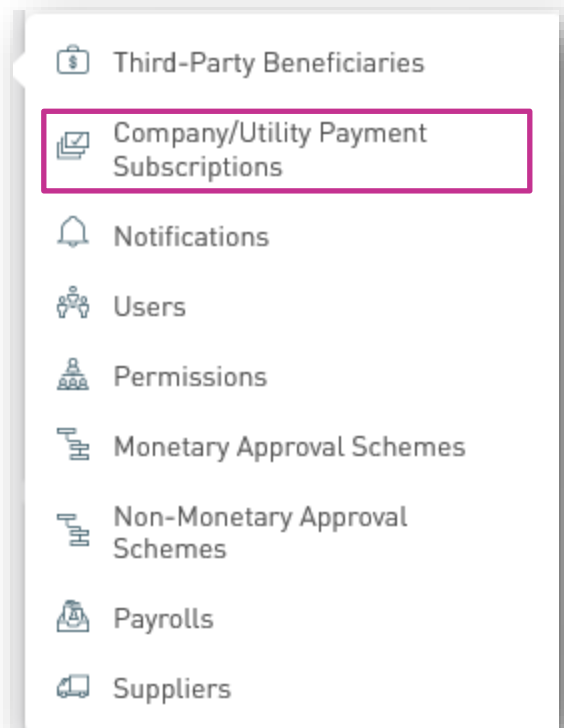 Third-Party Beneficiaries
Company/Utility Payment
Subscriptions
Notifications
Users
Permissions
Monetary Approval Schemes
Non-Monetary Approval
Schemes
Payrolls
Suppliers